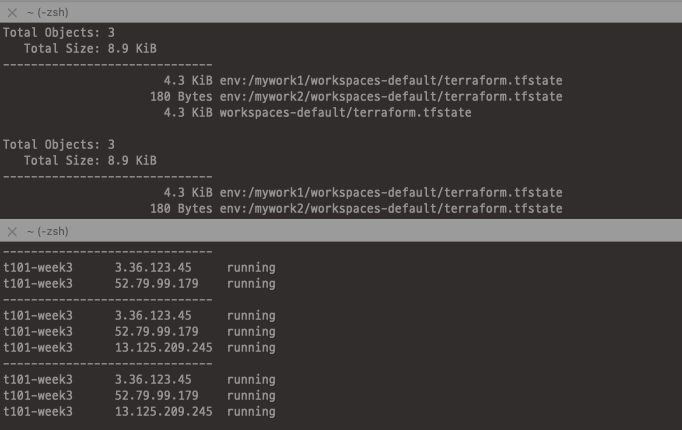 × ~ (-zsh)
Total Objects: 3
   Total Size: 8.9 KiB
------------------------------
                       4.3 KiB env:/mywork1/workspaces-default/terraform.tfstate
                     180 Bytes env:/mywork2/workspaces-default/terraform.tfstate
                       4.3 KiB workspaces-default/terraform.tfstate

Total Objects: 3
   Total Size: 8.9 KiB
------------------------------
                       4.3 KiB env:/mywork1/workspaces-default/terraform.tfstate
                     180 Bytes env:/mywork2/workspaces-default/terraform.tfstate
× ~ (-zsh)
------------------------------
t101-week3      3.36.123.45     running
t101-week3      52.79.99.179    running
------------------------------
t101-week3      3.36.123.45     running
t101-week3      52.79.99.179    running
t101-week3      13.125.209.245  running
------------------------------
t101-week3      3.36.123.45     running
t101-week3      52.79.99.179    running
t101-week3      13.125.209.245  running